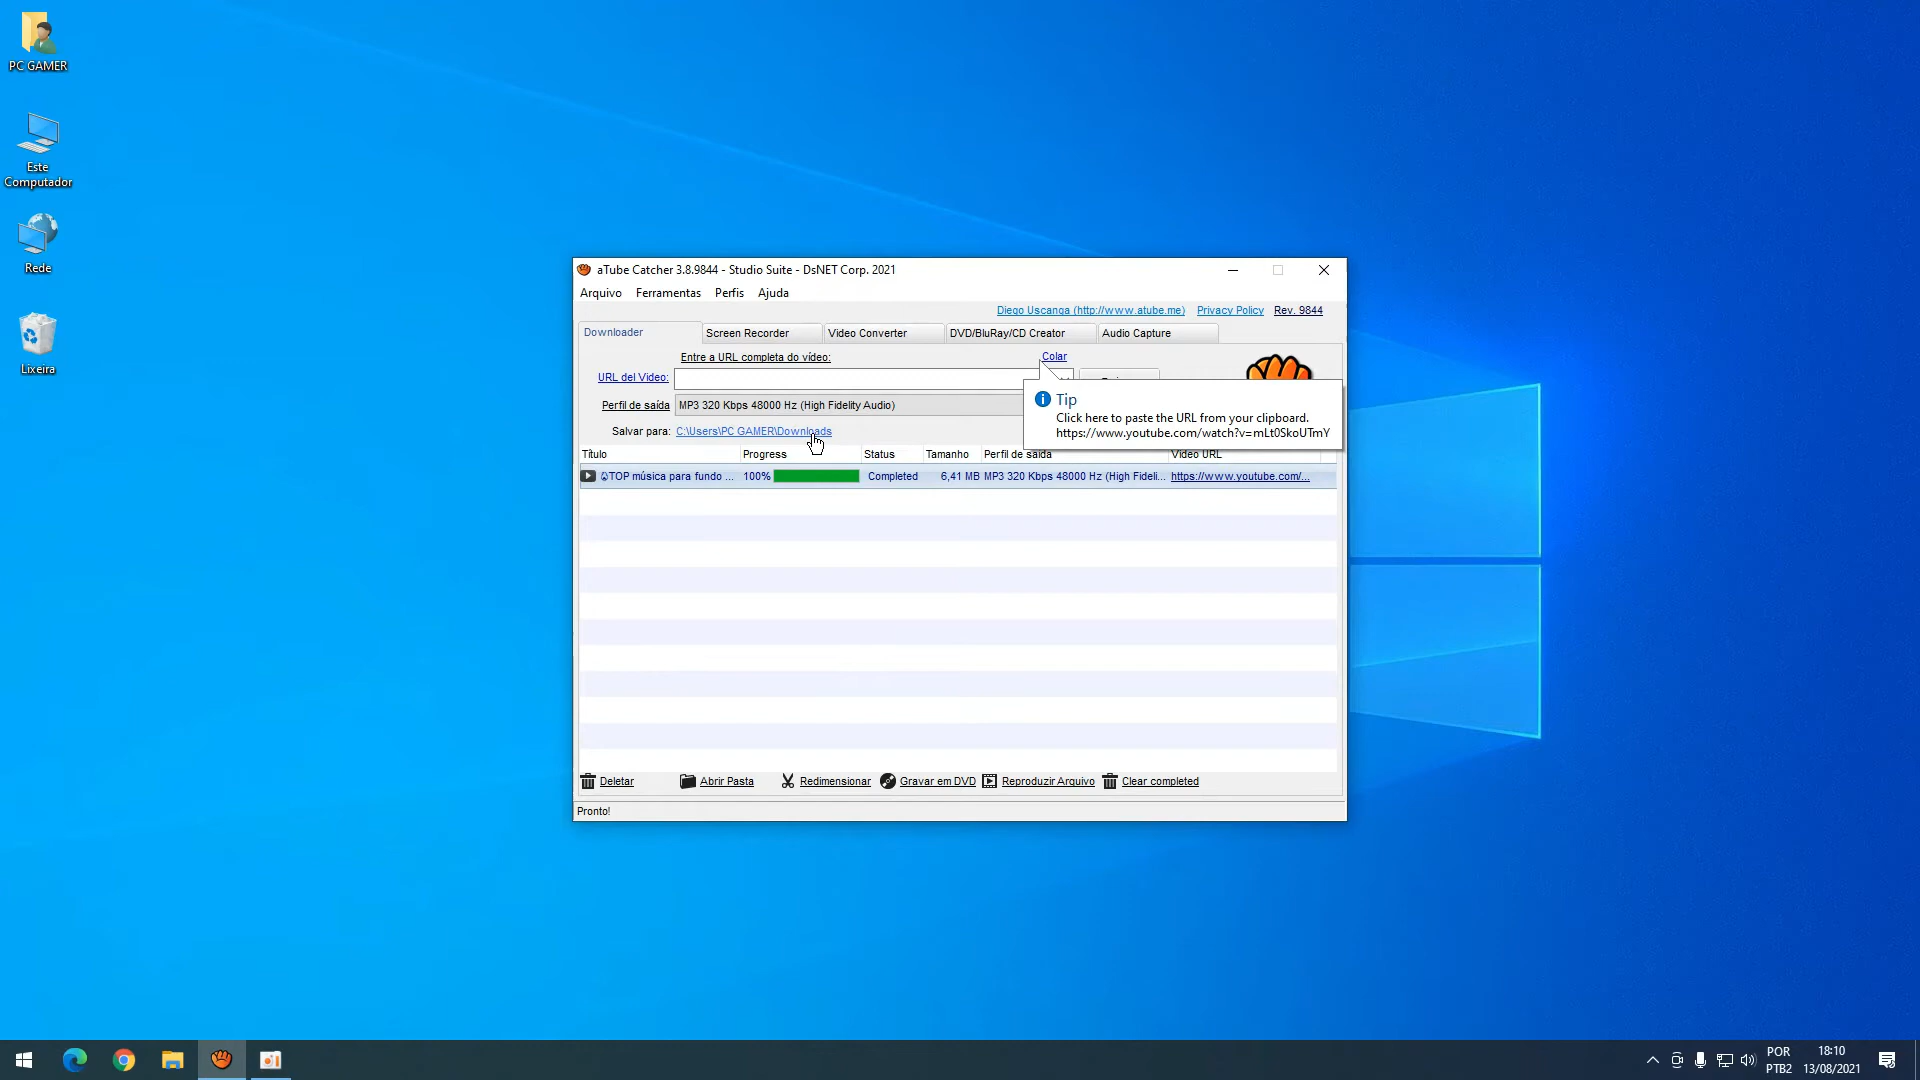 PC GAMER
Este
Computador
Rede
Lixeira
aTube Catcher 3.8.9844 - Studio Suite - DsNET Corp. 2021
Arquivo Ferramentas Perfis Ajuda
Diego Uscanga (http://www.atube.me) Privacy Policy Rev. 9844
Downloader Screen Recorder Video Converter DVD/BluRay/CD Creator Audio Capture
Entre a URL completa do vídeo: Colar
URL del Video:
Perfil de saída MP3 320 Kbps 48000 Hz (High Fidelity Audio)
Salvar para: C:\Users\PC GAMER\Downloads
Tip
Click here to paste the URL from your clipboard.
https://www.youtube.com/watch?v=mLt0SkoUTmY
Título Progress Status Tamanho Perfil de saída Video URL
TOP música para fundo ... 100% Completed 6,41 MB MP3 320 Kbps 48000 Hz (High Fideli... https://www.youtube.com/...
Deletar Abrir Pasta Redimensionar Gravar em DVD Reproduzir Arquivo Clear completed
Pronto!
POR
PTB2
18:10
13/08/2021